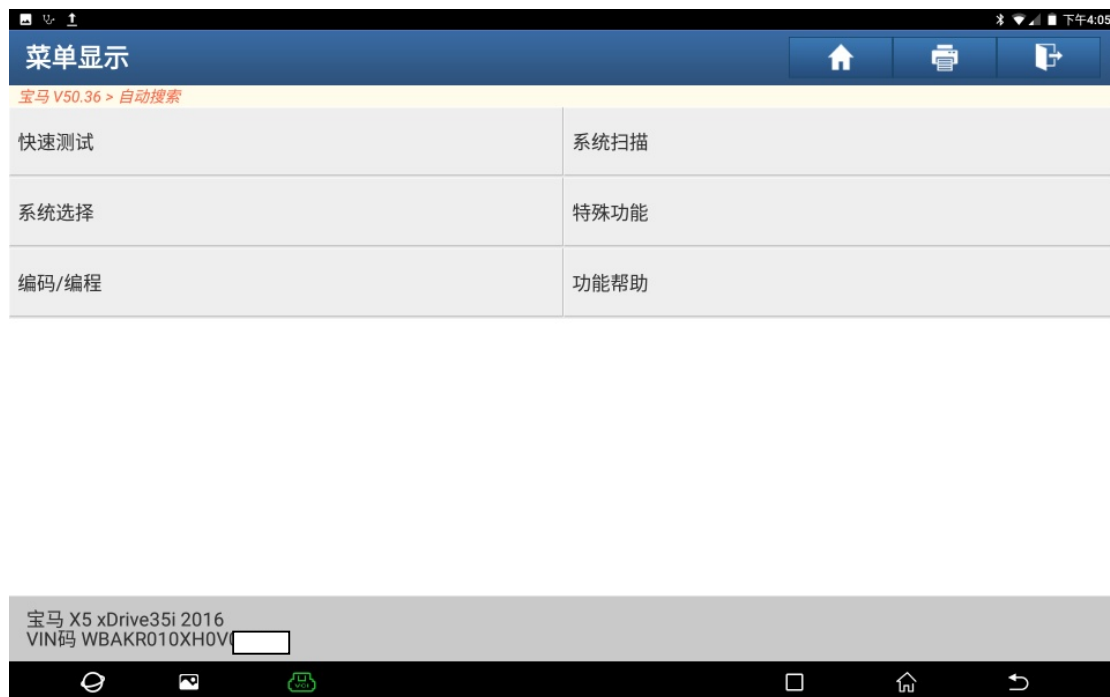 下午4:05
菜单显示
宝马 V50.36 > 自动搜索
快速测试
系统扫描
系统选择
特殊功能
编码/编程
功能帮助
宝马 X5 xDrive35i 2016
VIN码 WBAKR010XH0V
VCI